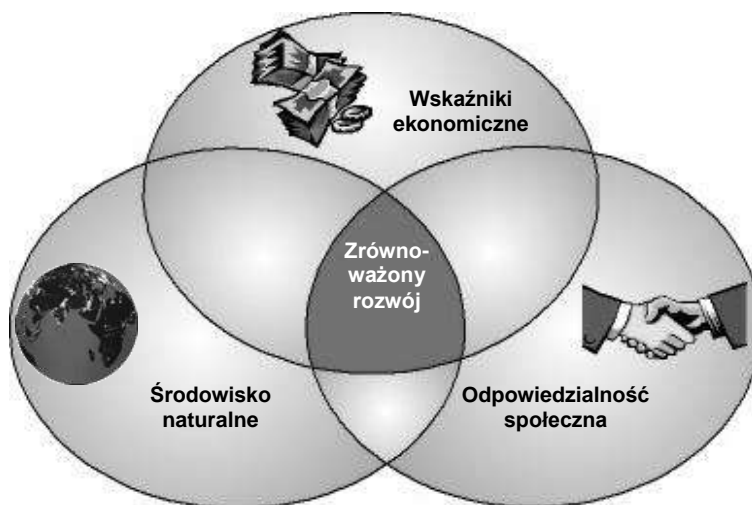 Wskaźniki
ekonomiczne
Zrówno-
ważony
rozwój
Środowisko
naturalne
Odpowiedzialność
społeczna